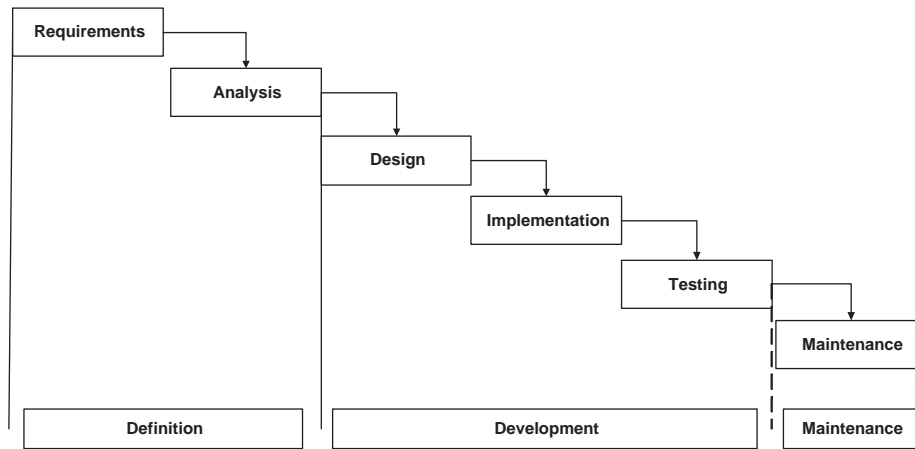 Requirements
Analysis
Design
Implementation
Testing
Maintenance
Definition
Development
Maintenance